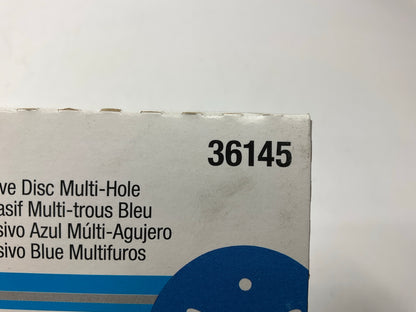 36145
ve Disc Multi-Hole
asif Multi-trous Bleu
sivo Azul Múlti-Agujero
sivo Blue Multifuros